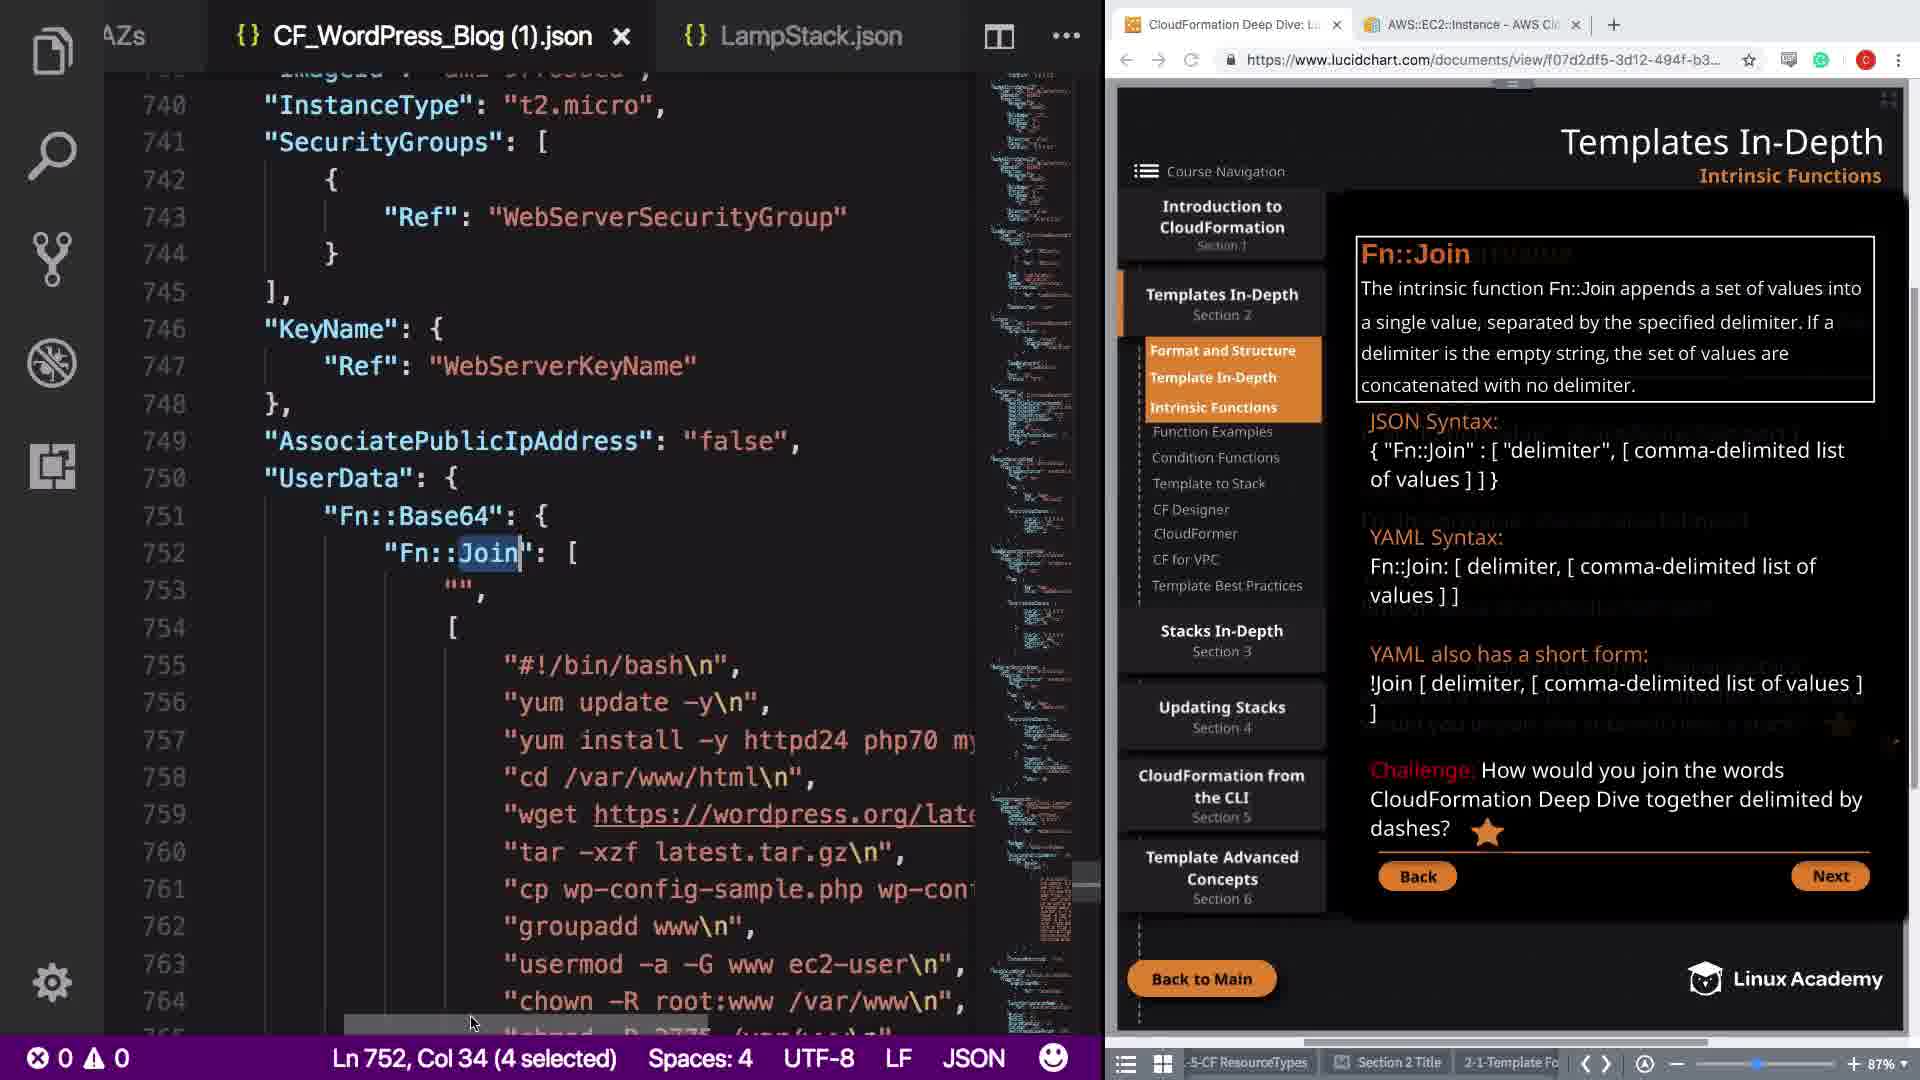 AZs
{} CF_WordPress_Blog (1).json ×
{} LampStack.json
740 "InstanceType": "t2.micro",
741 "SecurityGroups": [
742 {
743 "Ref": "WebServerSecurityGroup"
744 }
745 ],
746 "KeyName": {
747 "Ref": "WebServerKeyName"
748 },
749 "AssociatePublicIpAddress": "false",
750 "UserData": {
751 "Fn::Base64": {
752 "Fn::Join": [
753 "",
754 [
755 "#!/bin/bash\n",
756 "yum update -y\n",
757 "yum install -y httpd24 php70 my
758 "cd /var/www/html\n",
759 "wget https://wordpress.org/late
760 "tar -xzf latest.tar.gz\n",
761 "cp wp-config-sample.php wp-conf
762 "groupadd www\n",
763 "usermod -a -G www ec2-user\n",
764 "chown -R root:www /var/www\n",
0 0 Ln 752, Col 34 (4 selected) Spaces: 4 UTF-8 LF JSON
CloudFormation Deep Dive: Lu
AWS::EC2::Instance - AWS Clo
https://www.lucidchart.com/documents/view/f07d2df5-3d12-494f-b3...
C
Templates In-Depth
Intrinsic Functions
Course Navigation
Introduction to
CloudFormation
Section 1
Templates In-Depth
Section 2
Format and Structure
Template In-Depth
Intrinsic Functions
Function Examples
Condition Functions
Template to Stack
CF Designer
CloudFormer
CF for VPC
Template Best Practices
Stacks In-Depth
Section 3
Updating Stacks
Section 4
CloudFormation from
the CLI
Section 5
Template Advanced
Concepts
Section 6
Back to Main
Fn::Join
The intrinsic function Fn::Join appends a set of values into
a single value, separated by the specified delimiter. If a
delimiter is the empty string, the set of values are
concatenated with no delimiter.
JSON Syntax:
{ "Fn::Join" : [ "delimiter", [ comma-delimited list
of values ] ] }
YAML Syntax:
Fn::Join: [ delimiter, [ comma-delimited list of
values ] ]
YAML also has a short form:
!Join [ delimiter, [ comma-delimited list of values ]
]
Challenge: How would you join the words
CloudFormation Deep Dive together delimited by
dashes?
Back
Next
Linux Academy
-5-CF ResourceTypes
Section 2 Title
2-1-Template Fo
87%